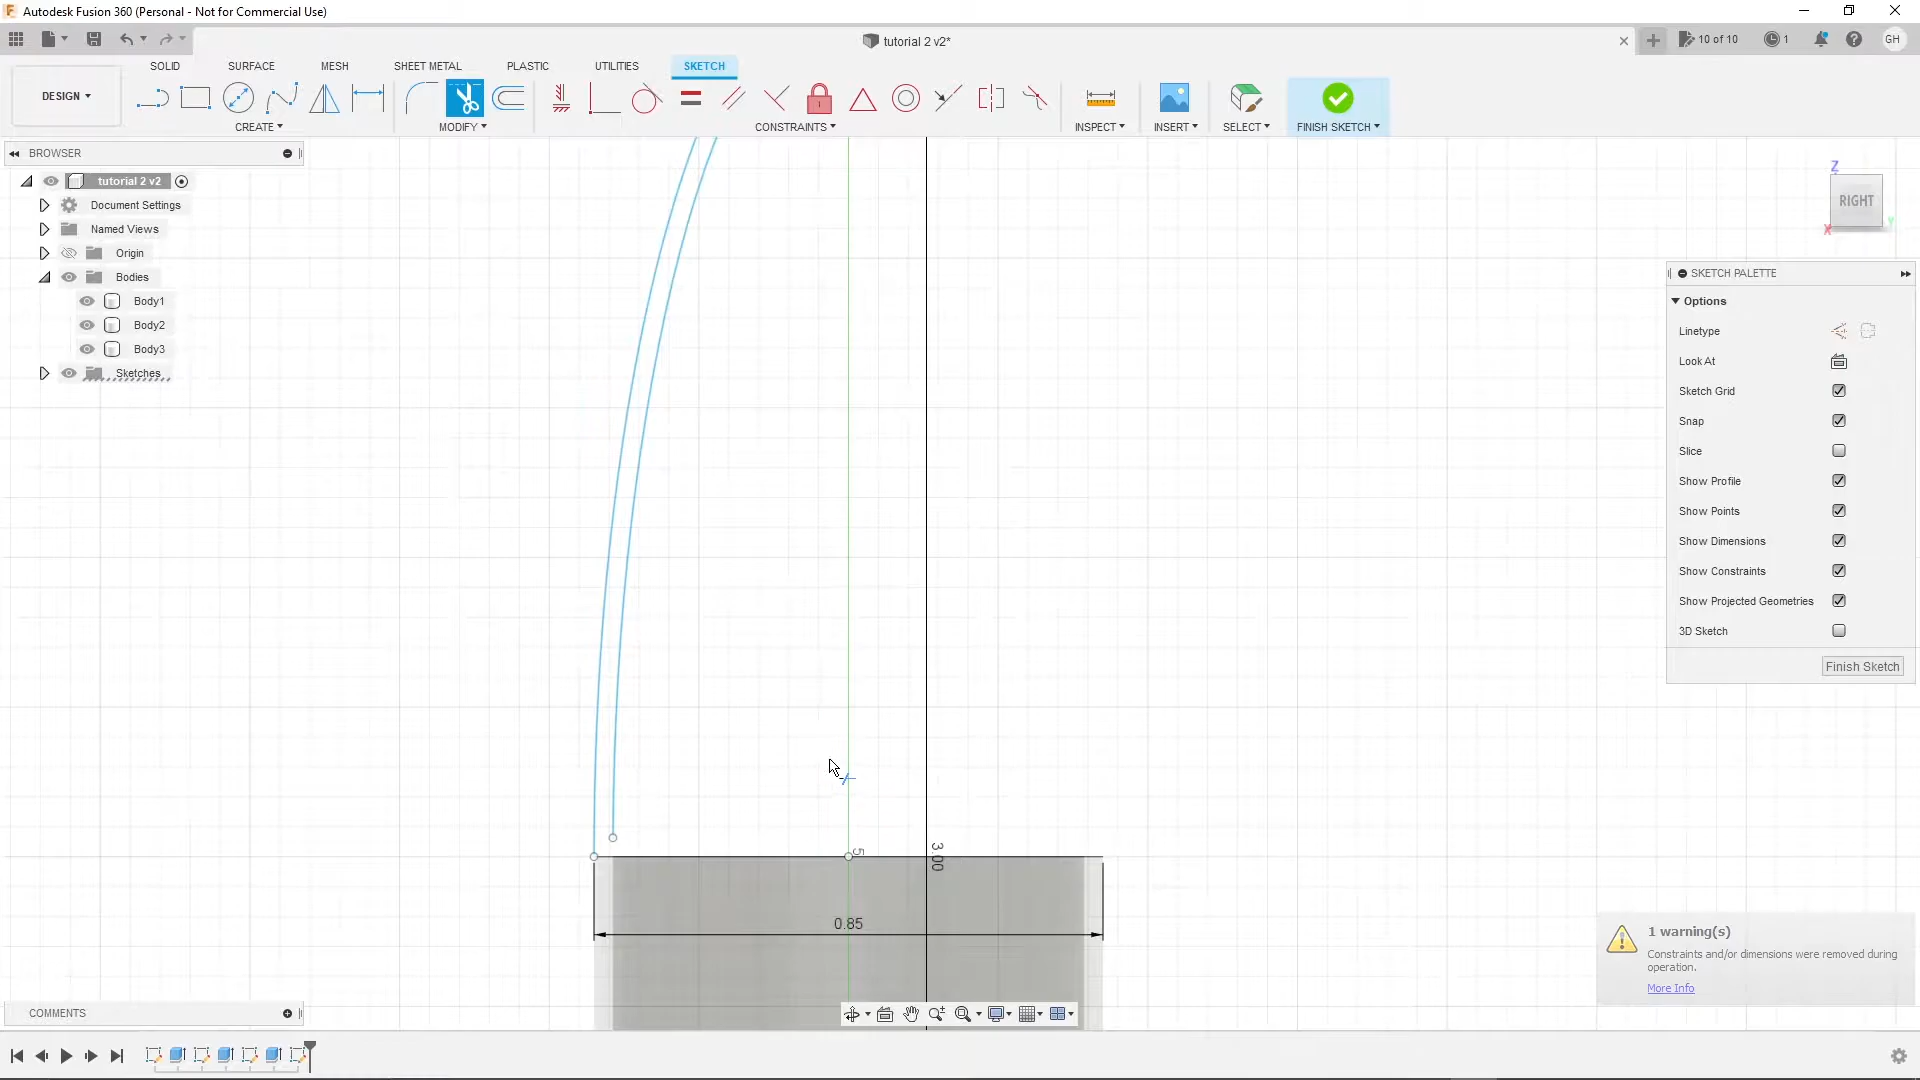 Autodesk Fusion 360 (Personal - Not for Commercial Use)
tutorial 2 v2*
10 of 10
1
GH
DESIGN
SOLID
SURFACE
MESH
SHEET METAL
PLASTIC
UTILITIES
SKETCH
CREATE
MODIFY
CONSTRAINTS
INSPECT
INSERT
SELECT
FINISH SKETCH
BROWSER
tutorial 2 v2
Document Settings
Named Views
Origin
Bodies
Body1
Body2
Body3
Sketches
Z
RIGHT
X
Y
SKETCH PALETTE
Options
Linetype
Look At
Sketch Grid
Snap
Slice
Show Profile
Show Points
Show Dimensions
Show Constraints
Show Projected Geometries
3D Sketch
Finish Sketch
5
3.00
0.85
1 warning(s)
Constraints and/or dimensions were removed during
operation.
More Info
COMMENTS